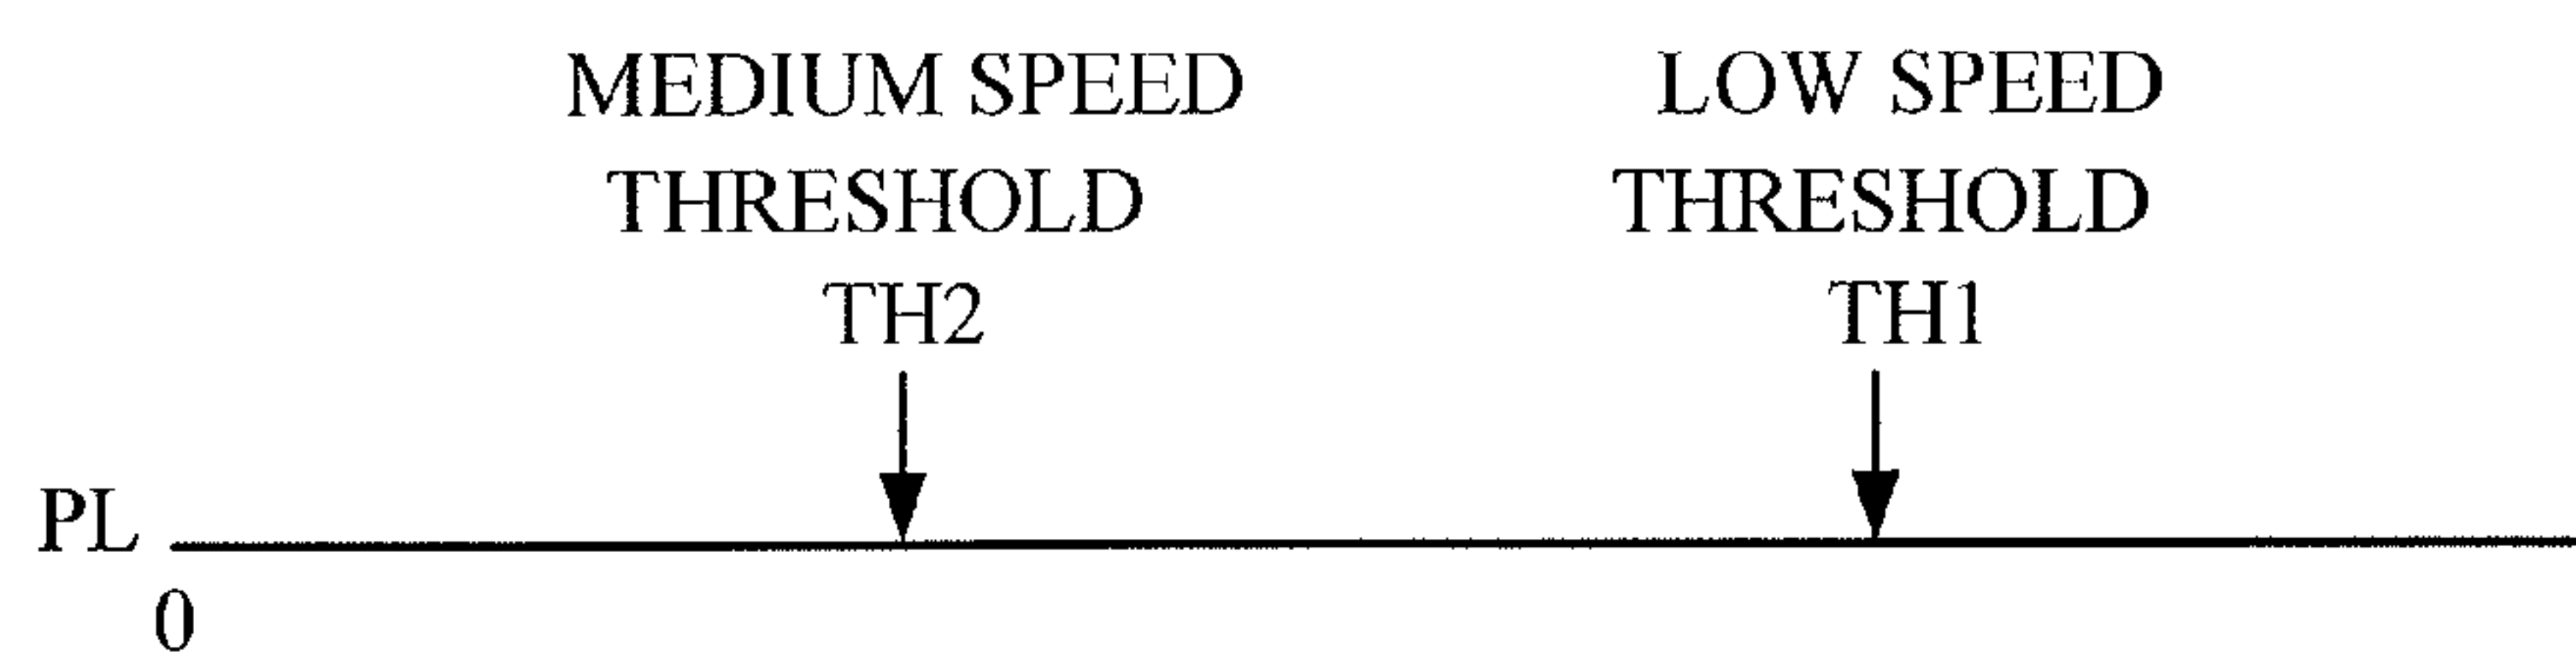 MEDIUM SPEED
THRESHOLD
TH2
LOW SPEED
THRESHOLD
TH1
PL
0